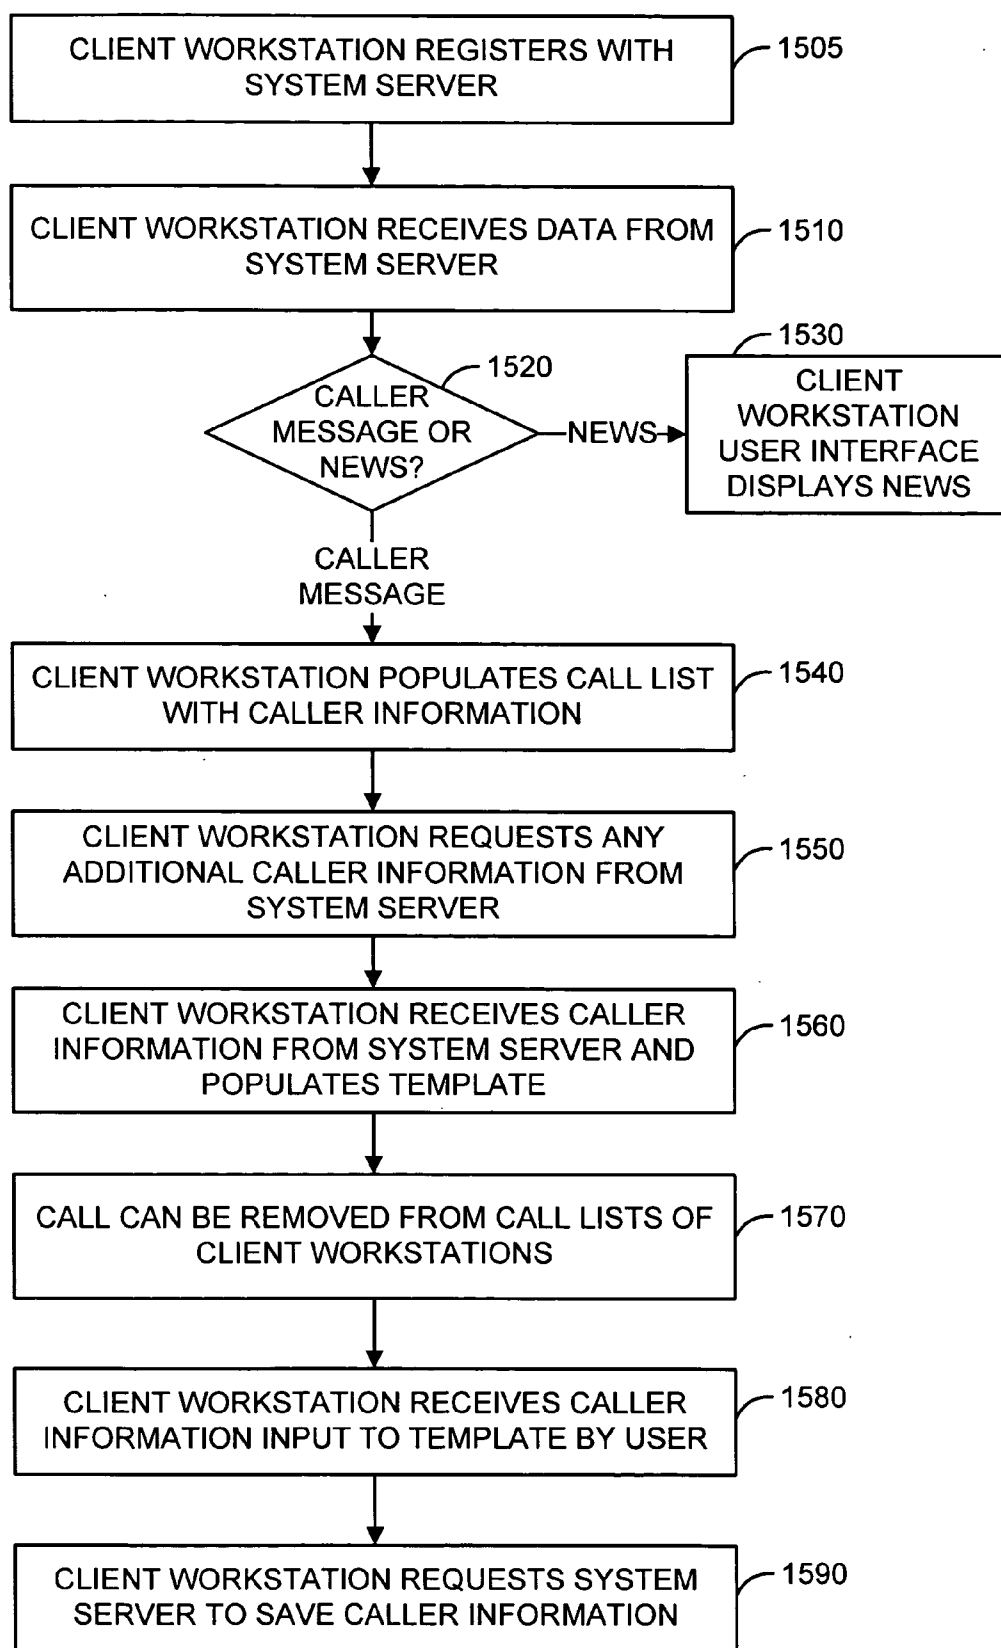 CLIENT WORKSTATION REGISTERS WITH
SYSTEM SERVER
1505
CLIENT WORKSTATION RECEIVES DATA FROM
SYSTEM SERVER
1510
CALLER
MESSAGE OR
NEWS?
1520
NEWS
1530
CLIENT
WORKSTATION
USER INTERFACE
DISPLAYS NEWS
CALLER
MESSAGE
CLIENT WORKSTATION POPULATES CALL LIST
WITH CALLER INFORMATION
1540
CLIENT WORKSTATION REQUESTS ANY
ADDITIONAL CALLER INFORMATION FROM
SYSTEM SERVER
1550
CLIENT WORKSTATION RECEIVES CALLER
INFORMATION FROM SYSTEM SERVER AND
POPULATES TEMPLATE
1560
CALL CAN BE REMOVED FROM CALL LISTS OF
CLIENT WORKSTATIONS
1570
CLIENT WORKSTATION RECEIVES CALLER
INFORMATION INPUT TO TEMPLATE BY USER
1580
CLIENT WORKSTATION REQUESTS SYSTEM
SERVER TO SAVE CALLER INFORMATION
1590